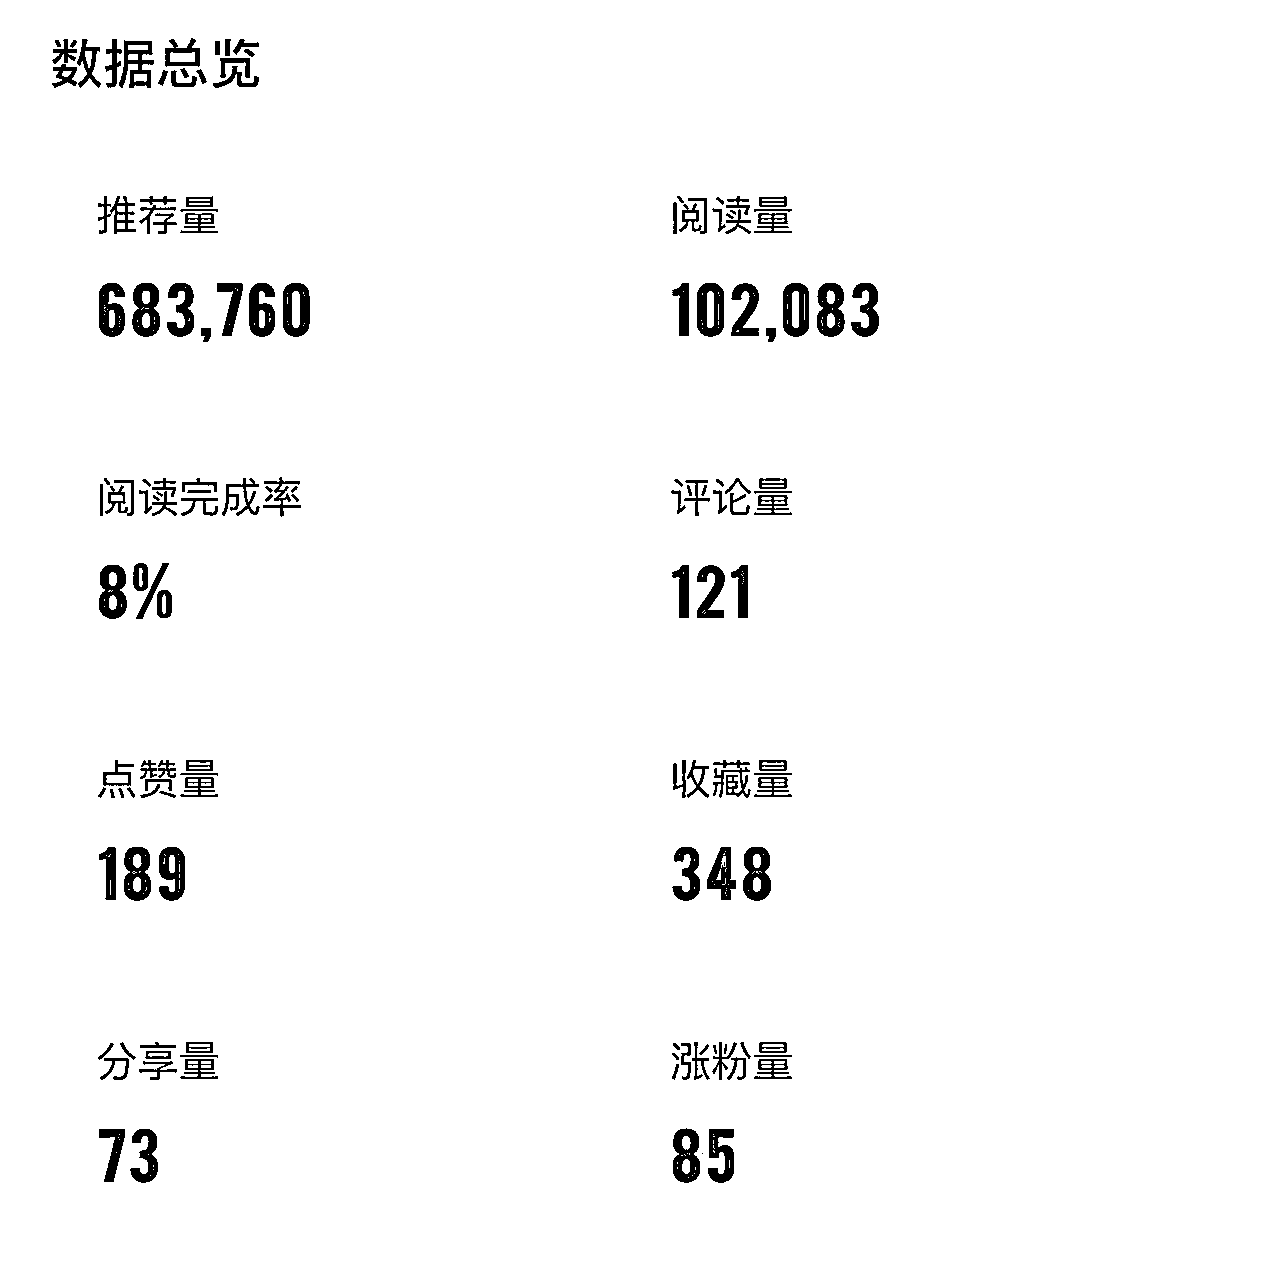 数据总览
推荐量 阅读量
683,760 102,083
阅读完成率 评论量
8% 121
点赞量 收藏量
189 348
分享量 涨粉量
73 85